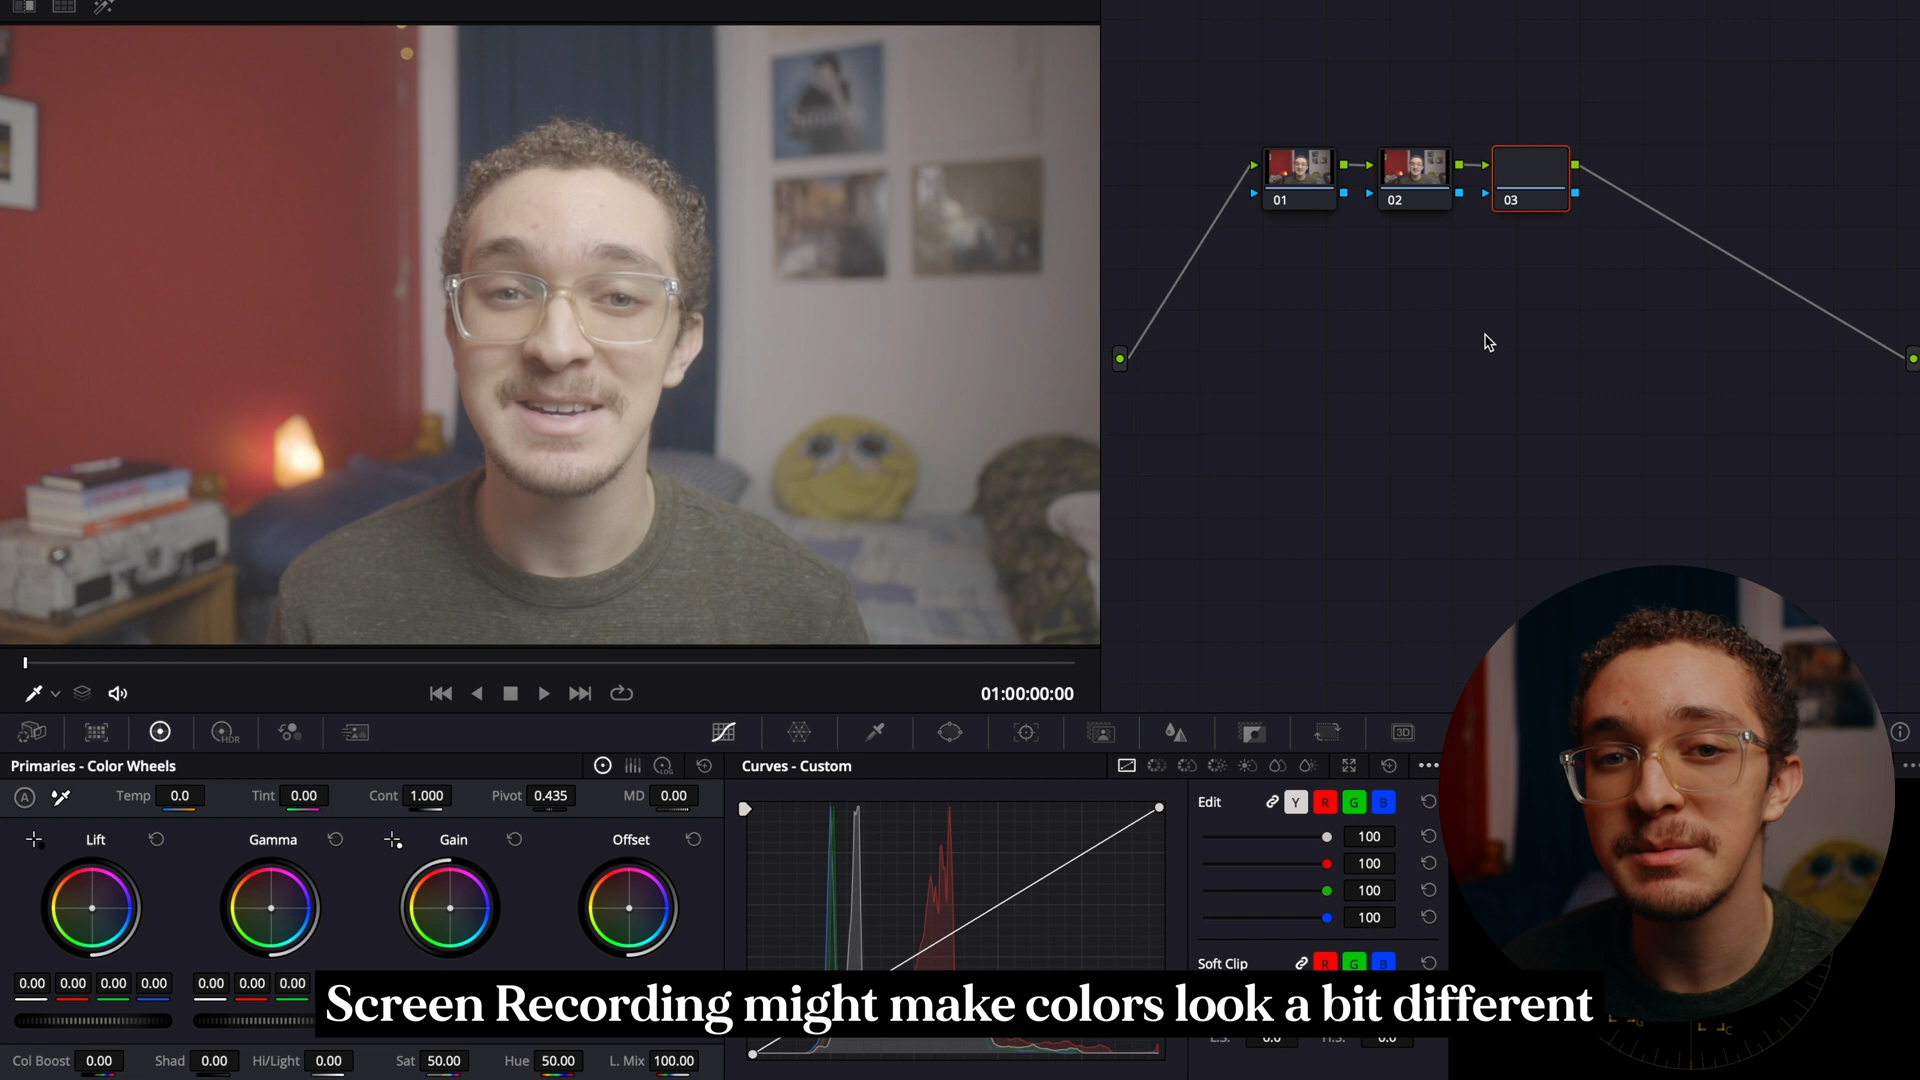 01
02
03
01:00:00:00
HDR
3D
Primaries - Color Wheels
LOG
Curves - Custom
A
Temp 0.0
Tint 0.00
Cont 1.000
Pivot 0.435
MD 0.00
Lift
Gamma
Gain
Offset
0.00 0.00 0.00 0.00
0.00 0.00 0.00
Col Boost 0.00
Shad 0.00
Hi/Light 0.00
Sat 50.00
Hue 50.00
L. Mix 100.00
Edit
Y R G B
100
100
100
100
Soft Clip
R G B
Screen Recording might make colors look a bit different